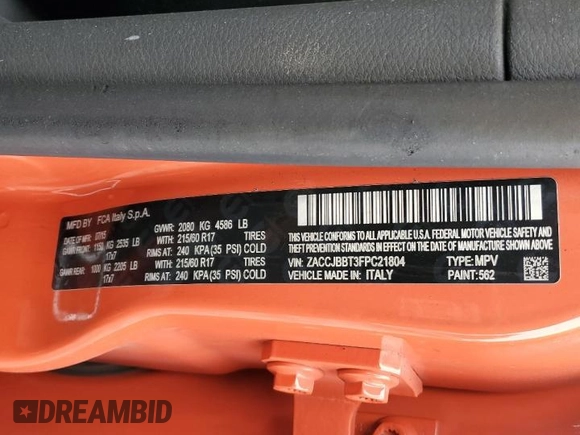 MFD BY FCA Italy S.p.A.
DATE OF MFR 07/15 GVWR: 2080 KG 4586 LB
GAWR FRONT: 1150 KG 2535 LB WITH: 215/60 R17 TIRES
17x7 RIMS AT: 240 KPA (35 PSI) COLD
GAWR REAR: 1000 KG 2205 LB WITH: 215/60 R17 TIRES
17x7 RIMS AT: 240 KPA (35 PSI) COLD
THIS VEHICLE CONFORMS TO ALL APPLICABLE U.S.A. FEDERAL MOTOR VEHICLE SAFETY AND
THEFT PREVENTION STANDARDS IN EFFECT ON THE DATE OF MANUFACTURE SHOWN ABOVE.
VIN: ZACCJBBT3FPC21804 TYPE: MPV
VEHICLE MADE IN: ITALY PAINT: 562
DREAMBID